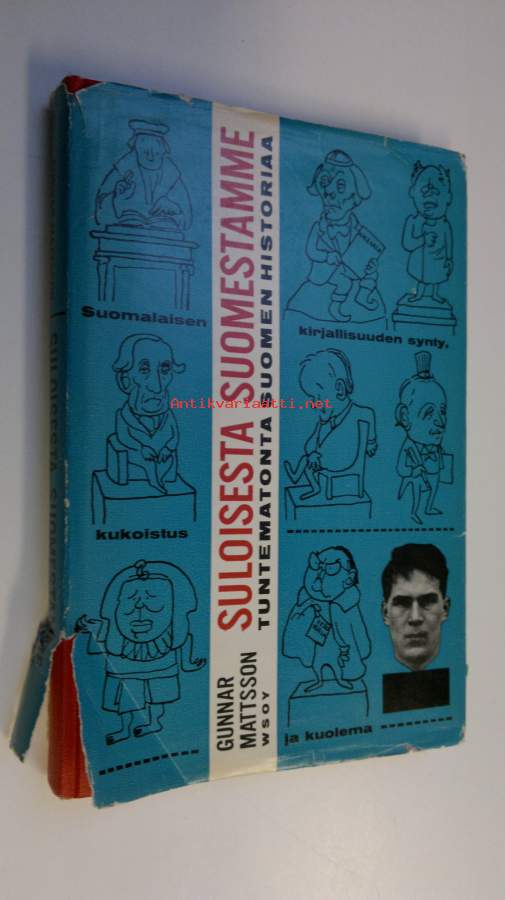 GUNNAR
MATTSSON
WSOY
SULOISESTA SUOMESTAMME
TUNTEMATONTA SUOMEN HISTORIAA
Suomalaisen
kirjallisuuden synty,
kukoistus
ja kuolema
Antikvariaatti.net